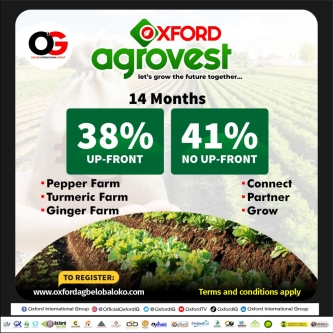 OXG
OXFORD INTERNATIONAL GROUP
OXFORD
agrovest
let's grow the future together...
14 Months
38%
UP-FRONT
41%
NO UP-FRONT
• Pepper Farm
• Turmeric Farm
• Ginger Farm
• Connect
• Partner
• Grow
TO REGISTER:
www.oxfordagbelobaloko.com
Terms and conditions apply
Oxford International Group
@OfficialOxfordIG
OxfordIG
OxfordTV
OxfordIG
Oxford International Group